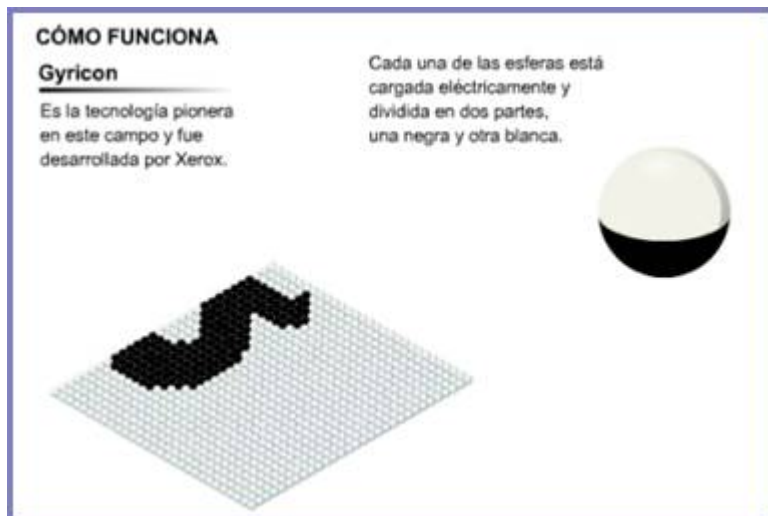 CÓMO FUNCIONA
Gyricon
Es la tecnología pionera
en este campo y fue
desarrollada por Xerox.
Cada una de las esferas está
cargada eléctricamente y
dividida en dos partes,
una negra y otra blanca.